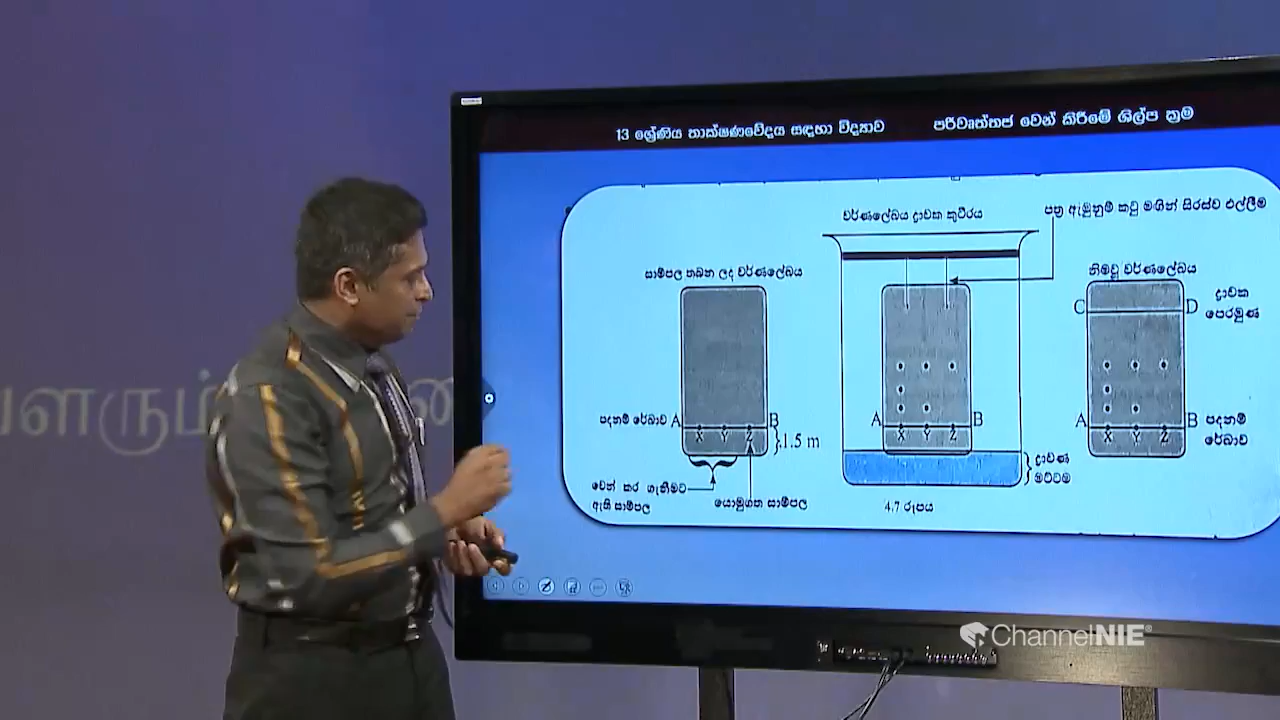 13 ශ්‍රේණිය තාක්ෂණවේදය සඳහා විද්‍යාව
පරිවෘත්තජ වෙන් කිරීමේ ශිල්ප ක්‍රම
වර්ණලේඛය ද්‍රාවක කුටීරය
පත්‍ර ඇමුනුම් කටු මගින් සිරස්ව එල්ලීම
සාම්පල තබන ලද වර්ණලේඛය
නිමවූ වර්ණලේඛය
C
D
ද්‍රාවක
පෙරමුණ
පදනම් රේඛාව
A
B
X Y Z
1.5 m
A
B
X Y Z
A
B
X Y Z
පදනම්
රේඛාව
වෙන් කර ගැනීමට
ඇති සාම්පල
යොමුගත සාම්පල
ද්‍රාවණ
මට්ටම
4.7 රූපය
ChannelNIE